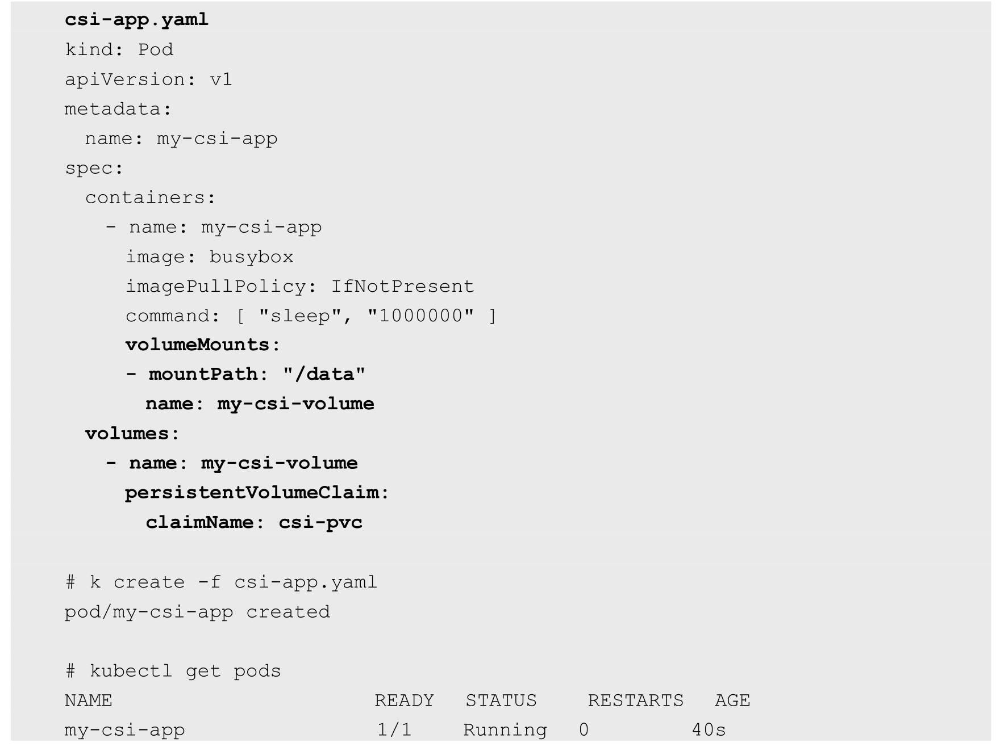 csi-app.yaml
kind: Pod
apiVersion: v1
metadata:
  name: my-csi-app
spec:
  containers:
    - name: my-csi-app
      image: busybox
      imagePullPolicy: IfNotPresent
      command: [ "sleep", "1000000" ]
      volumeMounts:
      - mountPath: "/data"
        name: my-csi-volume
  volumes:
    - name: my-csi-volume
      persistentVolumeClaim:
        claimName: csi-pvc

# k create -f csi-app.yaml
pod/my-csi-app created

# kubectl get pods
NAME                          READY   STATUS     RESTARTS   AGE
my-csi-app                    1/1     Running   0          40s